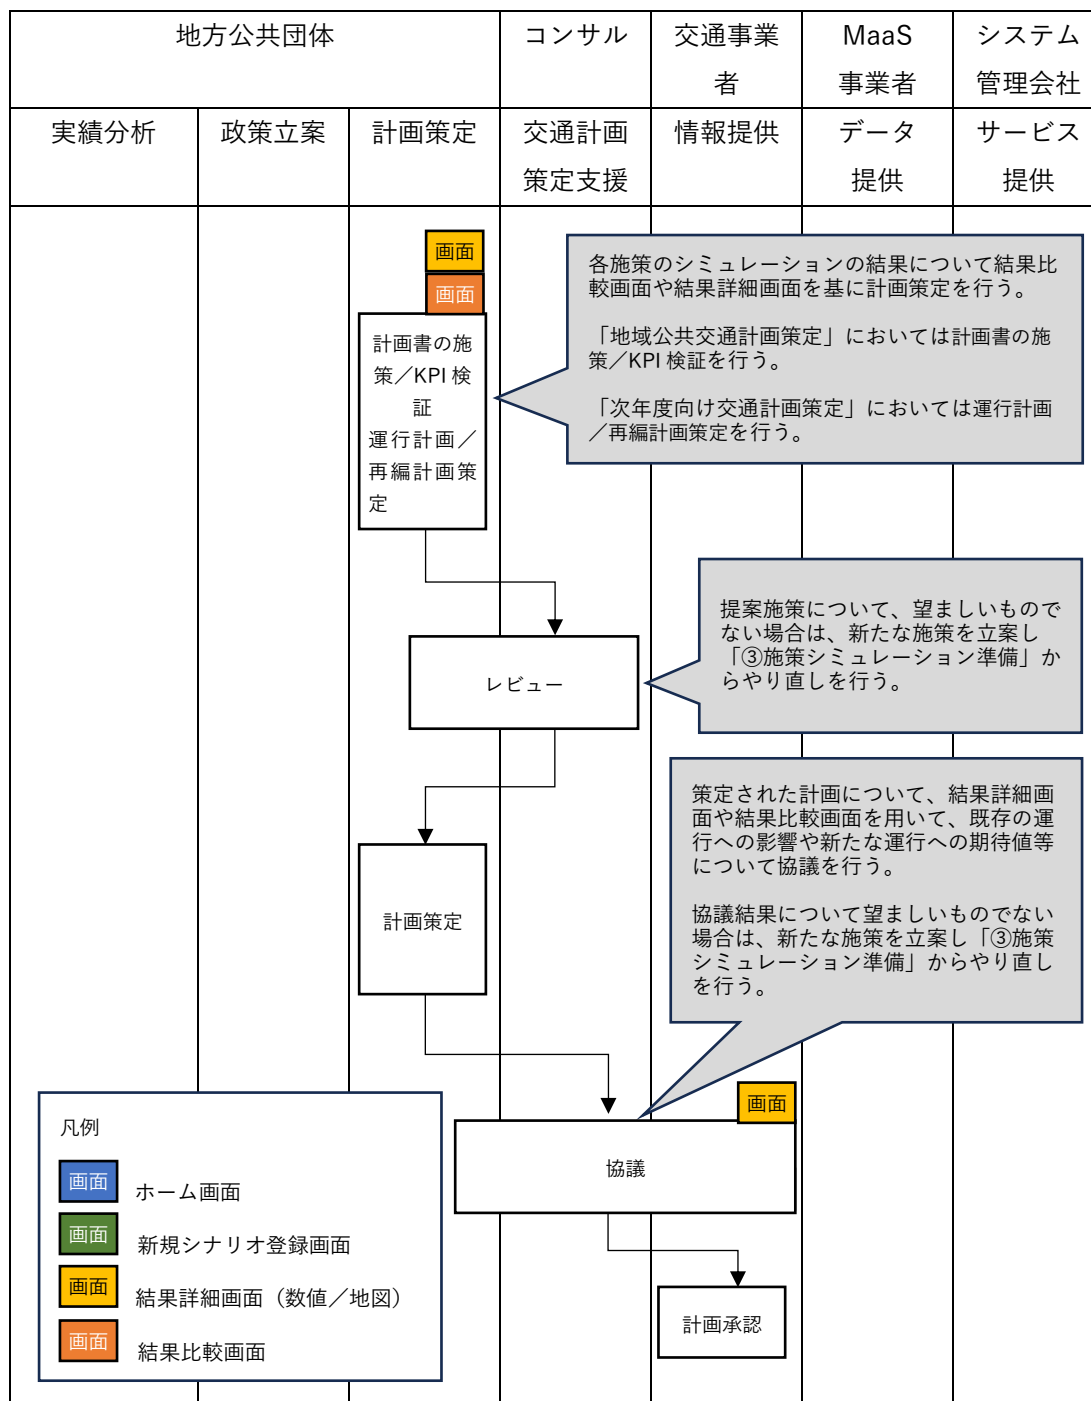 地方公共団体
コンサル
交通事業
者
MaaS
事業者
システム
管理会社
実績分析
政策立案
計画策定
交通計画
策定支援
情報提供
データ
提供
サービス
提供
画面
画面
計画書の施
策／KPI 検
証
運行計画／
再編計画策
定
各施策のシミュレーションの結果について結果比
較画面や結果詳細画面を基に計画策定を行う。
「地域公共交通計画策定」においては計画書の施
策／KPI 検証を行う。
「次年度向け交通計画策定」においては運行計画
／再編計画策定を行う。
提案施策について、望ましいもので
ない場合は、新たな施策を立案し
「③施策シミュレーション準備」か
らやり直しを行う。
レビュー
策定された計画について、結果詳細画
面や結果比較画面を用いて、既存の運
行への影響や新たな運行への期待値等
について協議を行う。
協議結果について望ましいものでない
場合は、新たな施策を立案し「③施策
シミュレーション準備」からやり直し
を行う。
計画策定
画面
協議
計画承認
凡例
画面
ホーム画面
画面
新規シナリオ登録画面
画面
結果詳細画面（数値／地図）
画面
結果比較画面